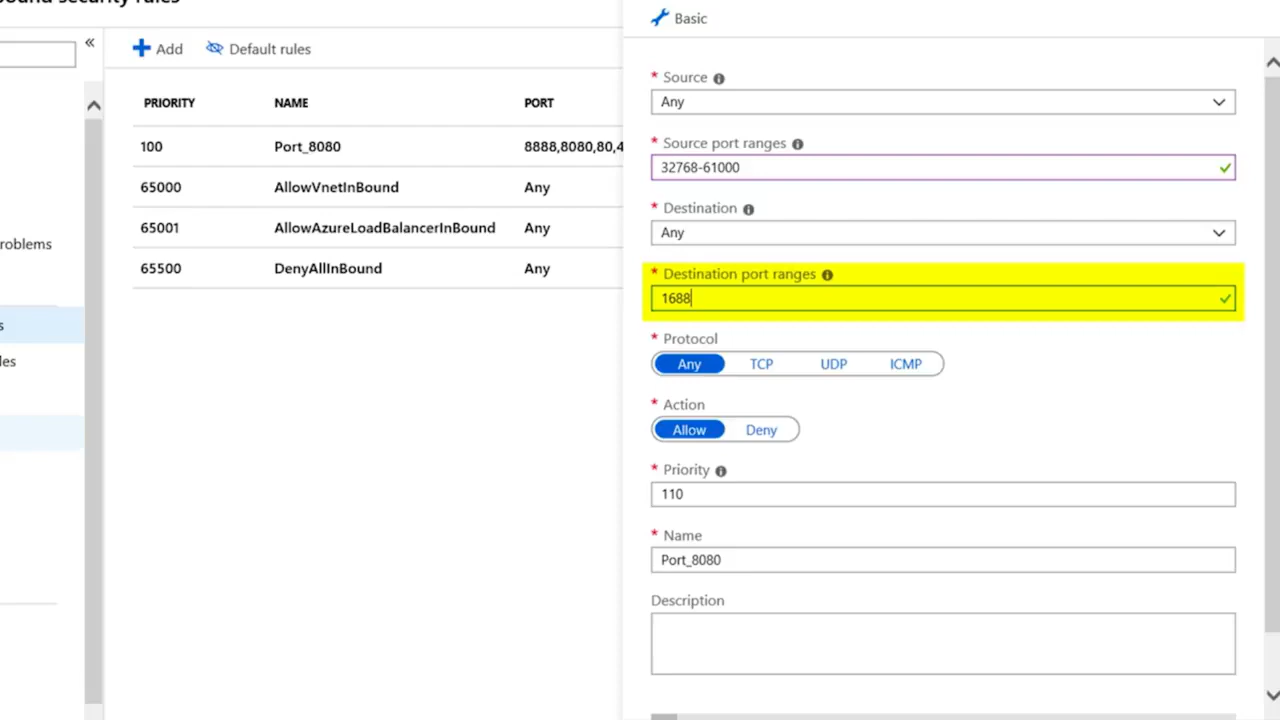 ound security rules
«
Add
Default rules
PRIORITY NAME PORT
100 Port_8080 8888,8080,80,4
65000 AllowVnetInBound Any
65001 AllowAzureLoadBalancerInBound Any
65500 DenyAllInBound Any
roblems
s
les
Basic
* Source
Any
* Source port ranges
32768-61000
* Destination
Any
* Destination port ranges
1688
* Protocol
Any TCP UDP ICMP
* Action
Allow Deny
* Priority
110
* Name
Port_8080
Description